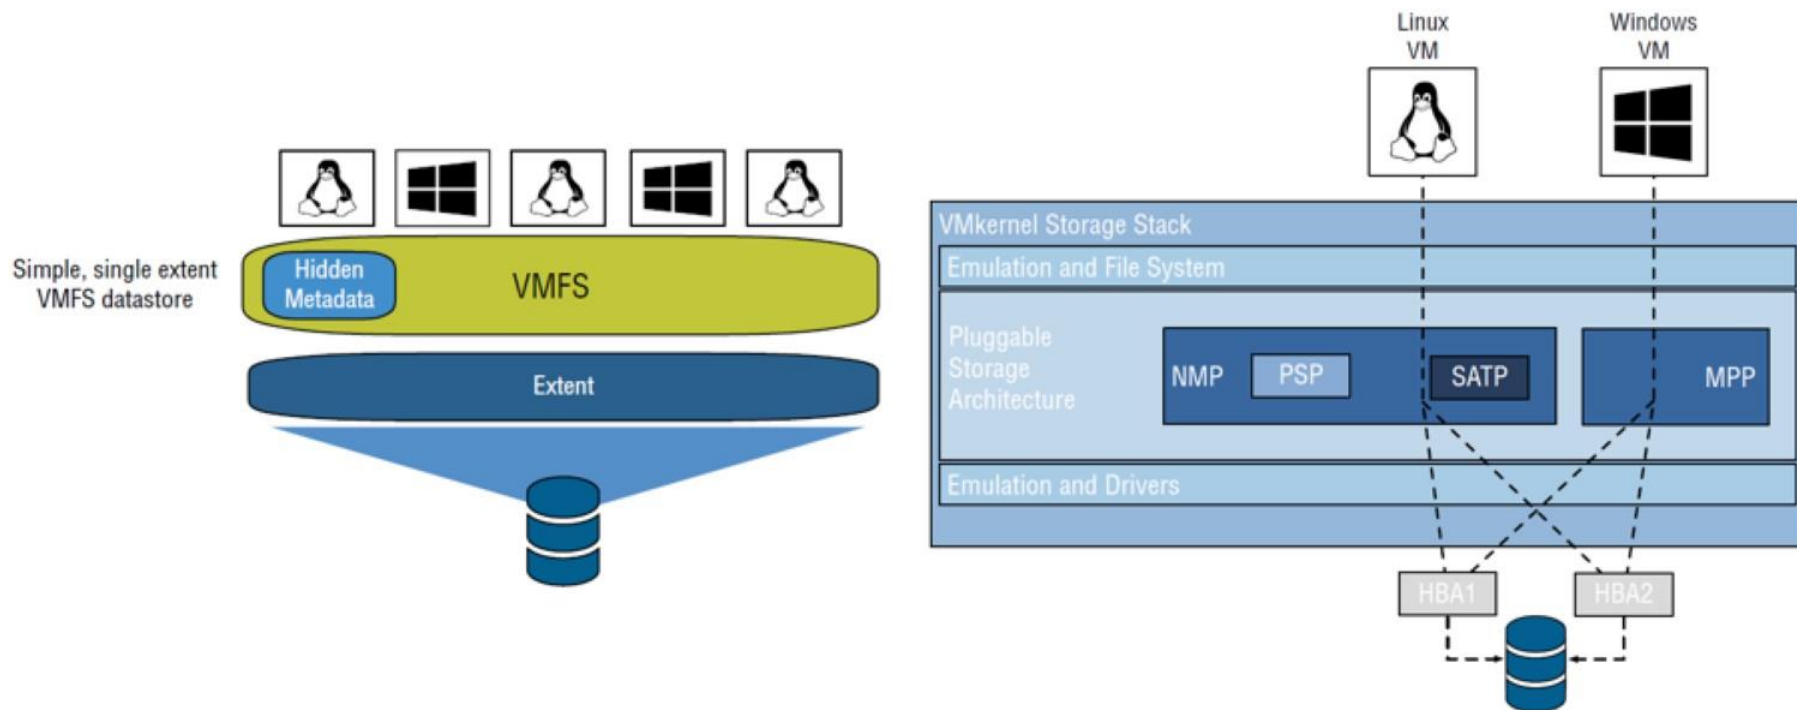 Simple, single extent
VMFS datastore
Hidden
Metadata
VMFS
Extent
Linux
VM
Windows
VM
VMkernel Storage Stack
Emulation and File System
Pluggable
Storage
Architecture
NMP
PSP
SATP
MPP
Emulation and Drivers
HBA1
HBA2